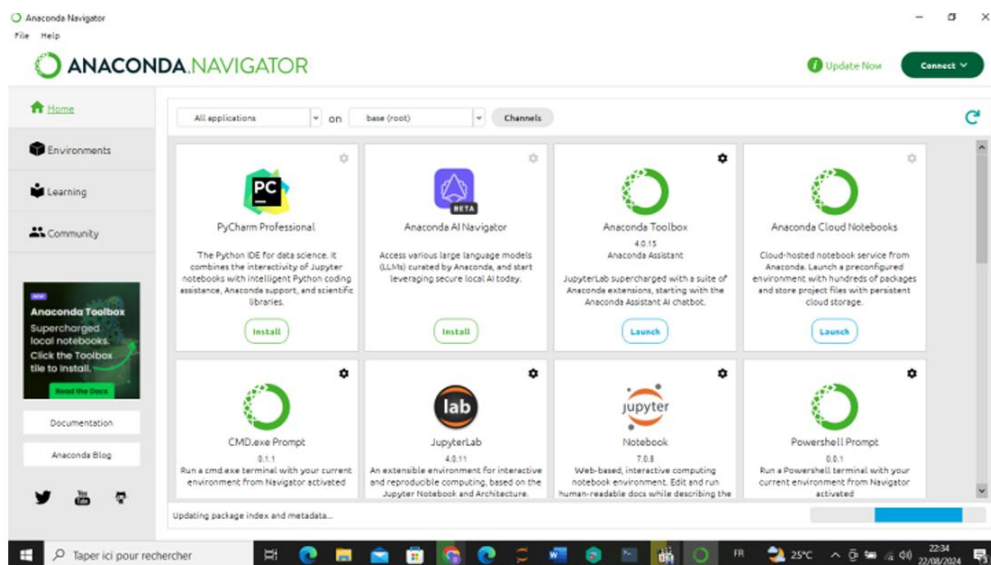 Anaconda Navigator
File Help
ANACONDA.NAVIGATOR
Update Now
Connect
Home
All applications
on
base (root)
Channels
Environments
Learning
Community
PC
PyCharm Professional
The Python IDE for data science. It
combines the interactivity of Jupyter
notebooks with intelligent Python coding
assistance, Anaconda support, and scientific
libraries.
Install
BETA
Anaconda AI Navigator
Access various large language models
(LLMs) curated by Anaconda, and start
leveraging secure local AI today.
Install
Anaconda Toolbox
4.0.15
Anaconda Assistant
JupyterLab supercharged with a suite of
Anaconda extensions, starting with the
Anaconda Assistant AI chatbot.
Launch
Anaconda Cloud Notebooks
Cloud-hosted notebook service from
Anaconda. Launch a preconfigured
environment with hundreds of packages
and store project files with persistent
cloud storage.
Launch
NEW
Anaconda Toolbox
Supercharged
local notebooks.
Click the Toolbox
tile to install.
Read the Docs
Documentation
Anaconda Blog
You
Tube
CMD.exe Prompt
0.1.1
Run a cmd.exe terminal with your current
environment from Navigator activated
lab
JupyterLab
4.0.11
An extensible environment for interactive
and reproducible computing, based on the
Jupyter Notebook and Architecture.
jupyter
Notebook
7.0.8
Web-based, interactive computing
notebook environment. Edit and run
human-readable docs while describing the
Powershell Prompt
0.0.1
Run a Powershell terminal with your
current environment from Navigator
activated
Updating package index and metadata...
Taper ici pour rechercher
FR
25°C
22:34
22/08/2024